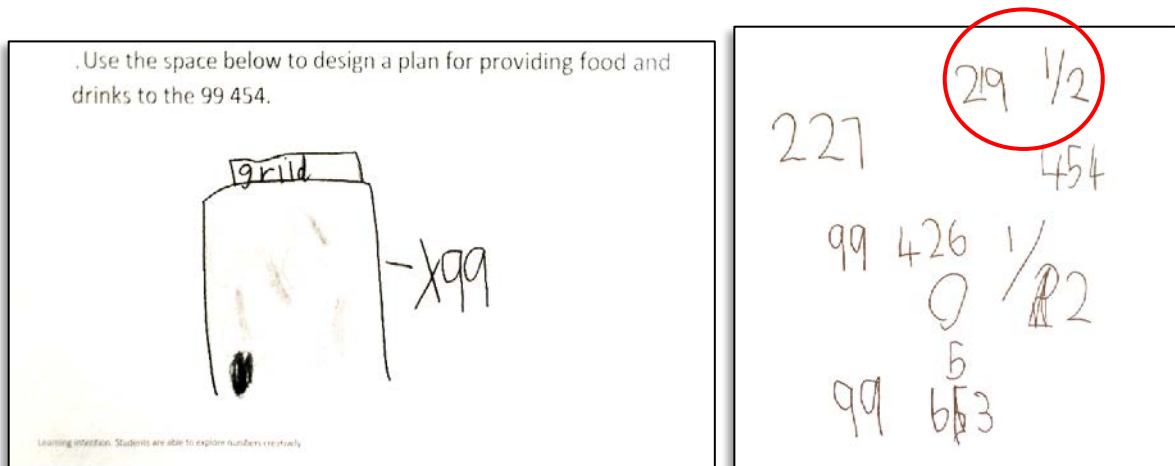 . Use the space below to design a plan for providing food and
drinks to the 99 454.
grild
-X99
Learning intention: Students are able to explore numbers creatively
219 1/2
227
454
99 426 1/2
0
5
99 663